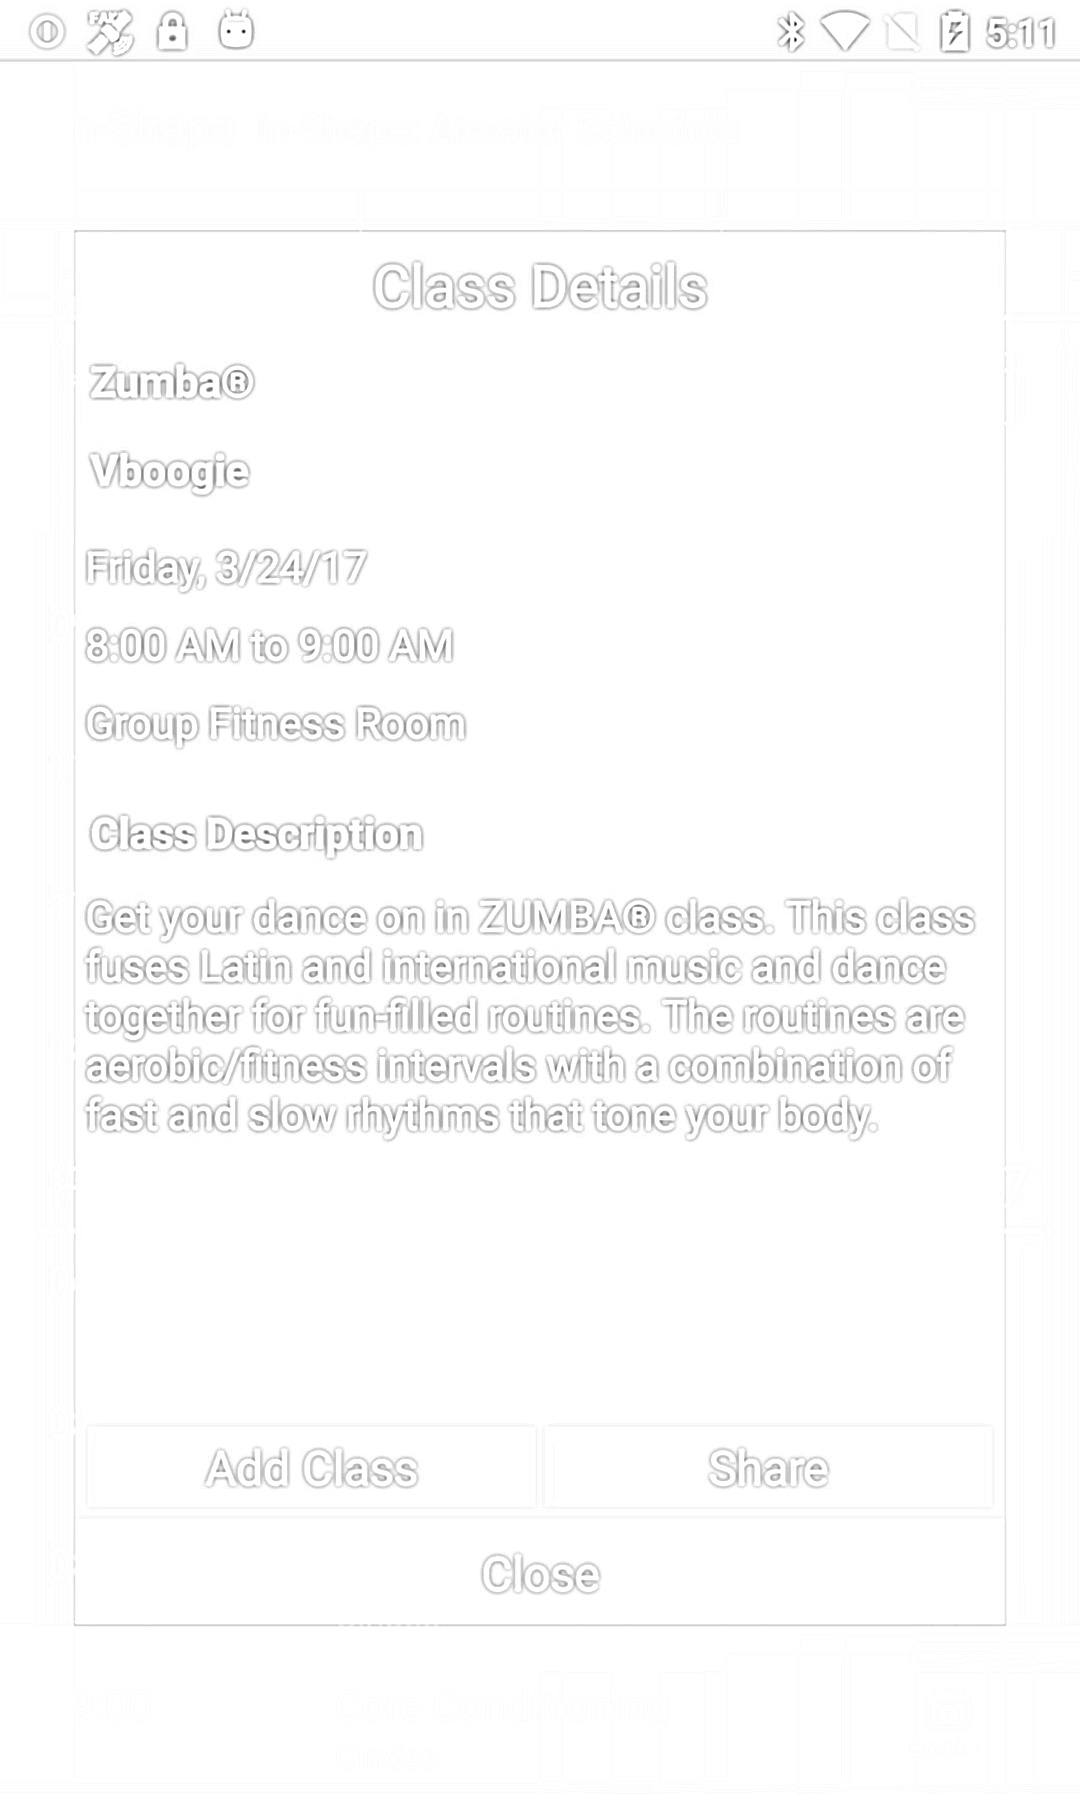 5:11
Class Details
Zumba®
Vboogie
Friday, 3/24/17
8:00 AM to 9:00 AM
Group Fitness Room
Class Description
Get your dance on in ZUMBA® class. This class
fuses Latin and international music and dance
together for fun-filled routines. The routines are
aerobic/fitness intervals with a combination of
fast and slow rhythms that tone your body.
Add Class
Share
Close